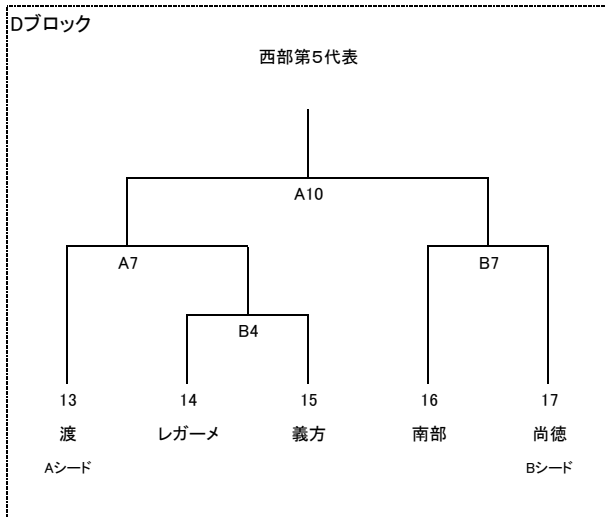 Dブロック
西部第5代表
A10
A7 B7
B4
13 14 15 16 17
渡 レガーメ 義方 南部 尚徳
Aシード Bシード